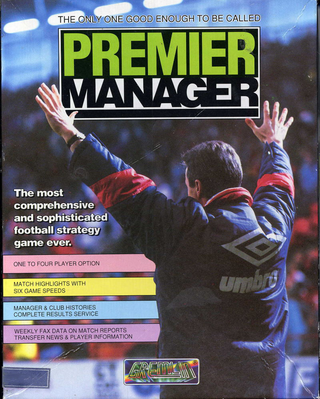 THE ONLY ONE GOOD ENOUGH TO BE CALLED
PREMIER
MANAGER
The most
comprehensive
and sophisticated
football strategy
game ever.
umbro
ONE TO FOUR PLAYER OPTION
MATCH HIGHLIGHTS WITH
SIX GAME SPEEDS
MANAGER & CLUB HISTORIES
COMPLETE RESULTS SERVICE
WEEKLY FAX DATA ON MATCH REPORTS
TRANSFER NEWS & PLAYER INFORMATION
GREMLIN